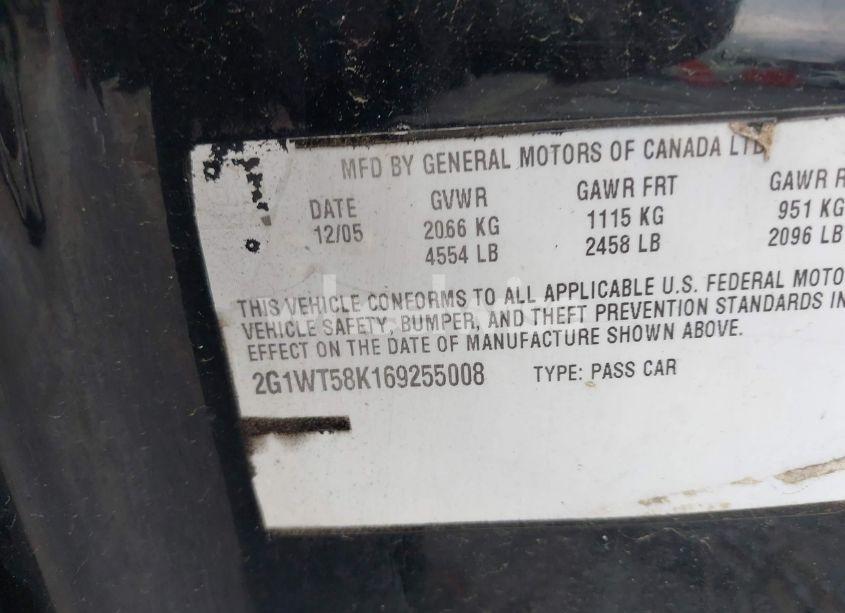 MFD BY GENERAL MOTORS OF CANADA LTD
DATE GVWR GAWR FRT GAWR R
12/05 2066 KG 1115 KG 951 KG
4554 LB 2458 LB 2096 LB
THIS VEHICLE CONFORMS TO ALL APPLICABLE U.S. FEDERAL MOTO
VEHICLE SAFETY, BUMPER, AND THEFT PREVENTION STANDARDS IN
EFFECT ON THE DATE OF MANUFACTURE SHOWN ABOVE.
2G1WT58K169255008 TYPE: PASS CAR